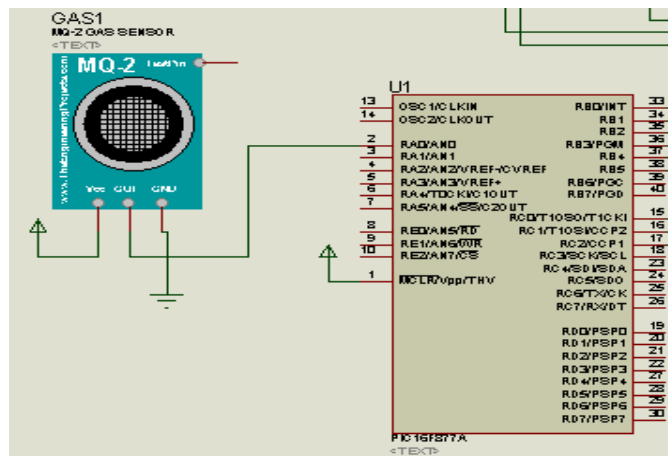 GAS1
MQ-2 GAS SENSOR
<TEXT>
MQ-2 TestPin
www.TheEngineeringProjects.com
Vcc OUT GND
U1
13 OSC1/CLKIN
14 OSC2/CLKOUT
2 RA0/AN0
3 RA1/AN1
4 RA2/AN2/VREF-/CVREF
5 RA3/AN3/VREF+
6 RA4/T0CKI/C1OUT
7 RA5/AN4/SS/C2OUT
8 RE0/AN5/RD
9 RE1/AN6/WR
10 RE2/AN7/CS
1 MCLR/Vpp/THV
RB0/INT 33
RB1 34
RB2 35
RB3/PGM 36
RB4 37
RB5 38
RB6/PGC 39
RB7/PGD 40
RC0/T1OSO/T1CKI 15
RC1/T1OSI/CCP2 16
RC2/CCP1 17
RC3/SCK/SCL 18
RC4/SDI/SDA 23
RC5/SDO 24
RC6/TX/CK 25
RC7/RX/DT 26
RD0/PSP0 19
RD1/PSP1 20
RD2/PSP2 21
RD3/PSP3 22
RD4/PSP4 27
RD5/PSP5 28
RD6/PSP6 29
RD7/PSP7 30
PIC16F877A
<TEXT>